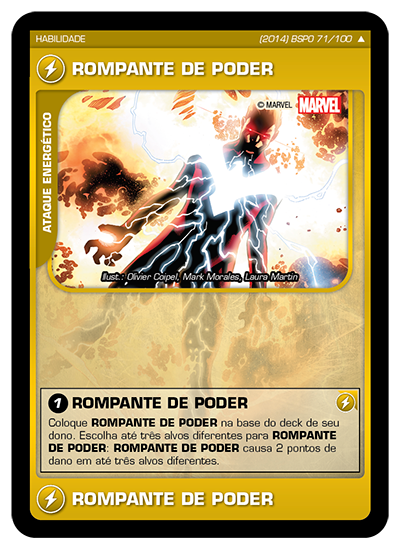 HABILIDADE (2014) BSP0 71/100 ▲
ROMPANTE DE PODER
ATAQUE ENERGÉTICO
© MARVEL MARVEL
Ilust.: Olivier Coipel, Mark Morales, Laura Martin
1 ROMPANTE DE PODER
Coloque ROMPANTE DE PODER na base do deck de seu
dono. Escolha até três alvos diferentes para ROMPANTE
DE PODER: ROMPANTE DE PODER causa 2 pontos de
dano em até três alvos diferentes.
ROMPANTE DE PODER